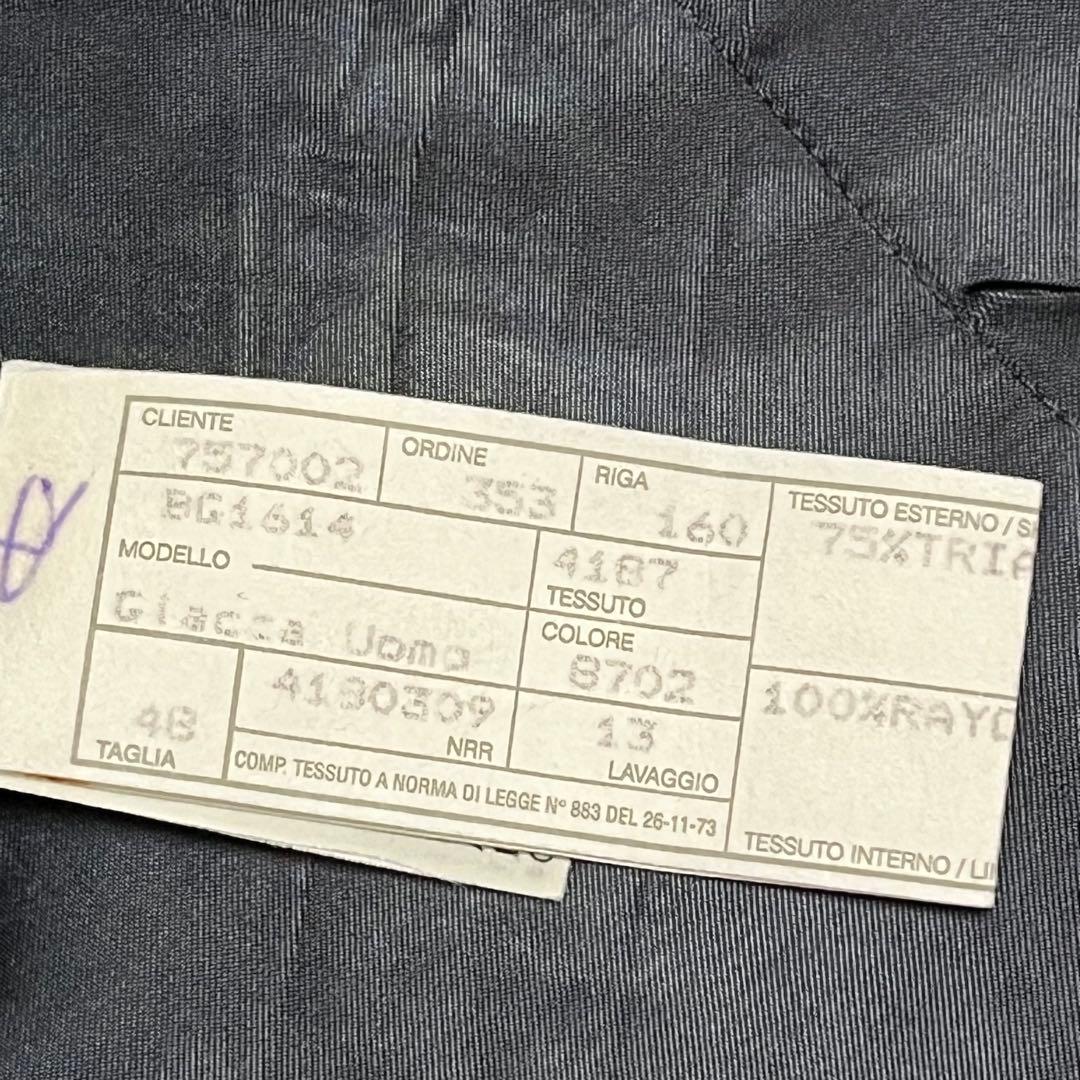 CLIENTE
757002
ORDINE
353
RIGA
160
TESSUTO ESTERNO / S
75%TRIA
BG1614
MODELLO
Giacca Uomo
4187
TESSUTO
COLORE
8702
48
TAGLIA
4180309
NRR
13
LAVAGGIO
100%RAYO
TESSUTO INTERNO / LI
COMP. TESSUTO A NORMA DI LEGGE N° 883 DEL 26-11-73